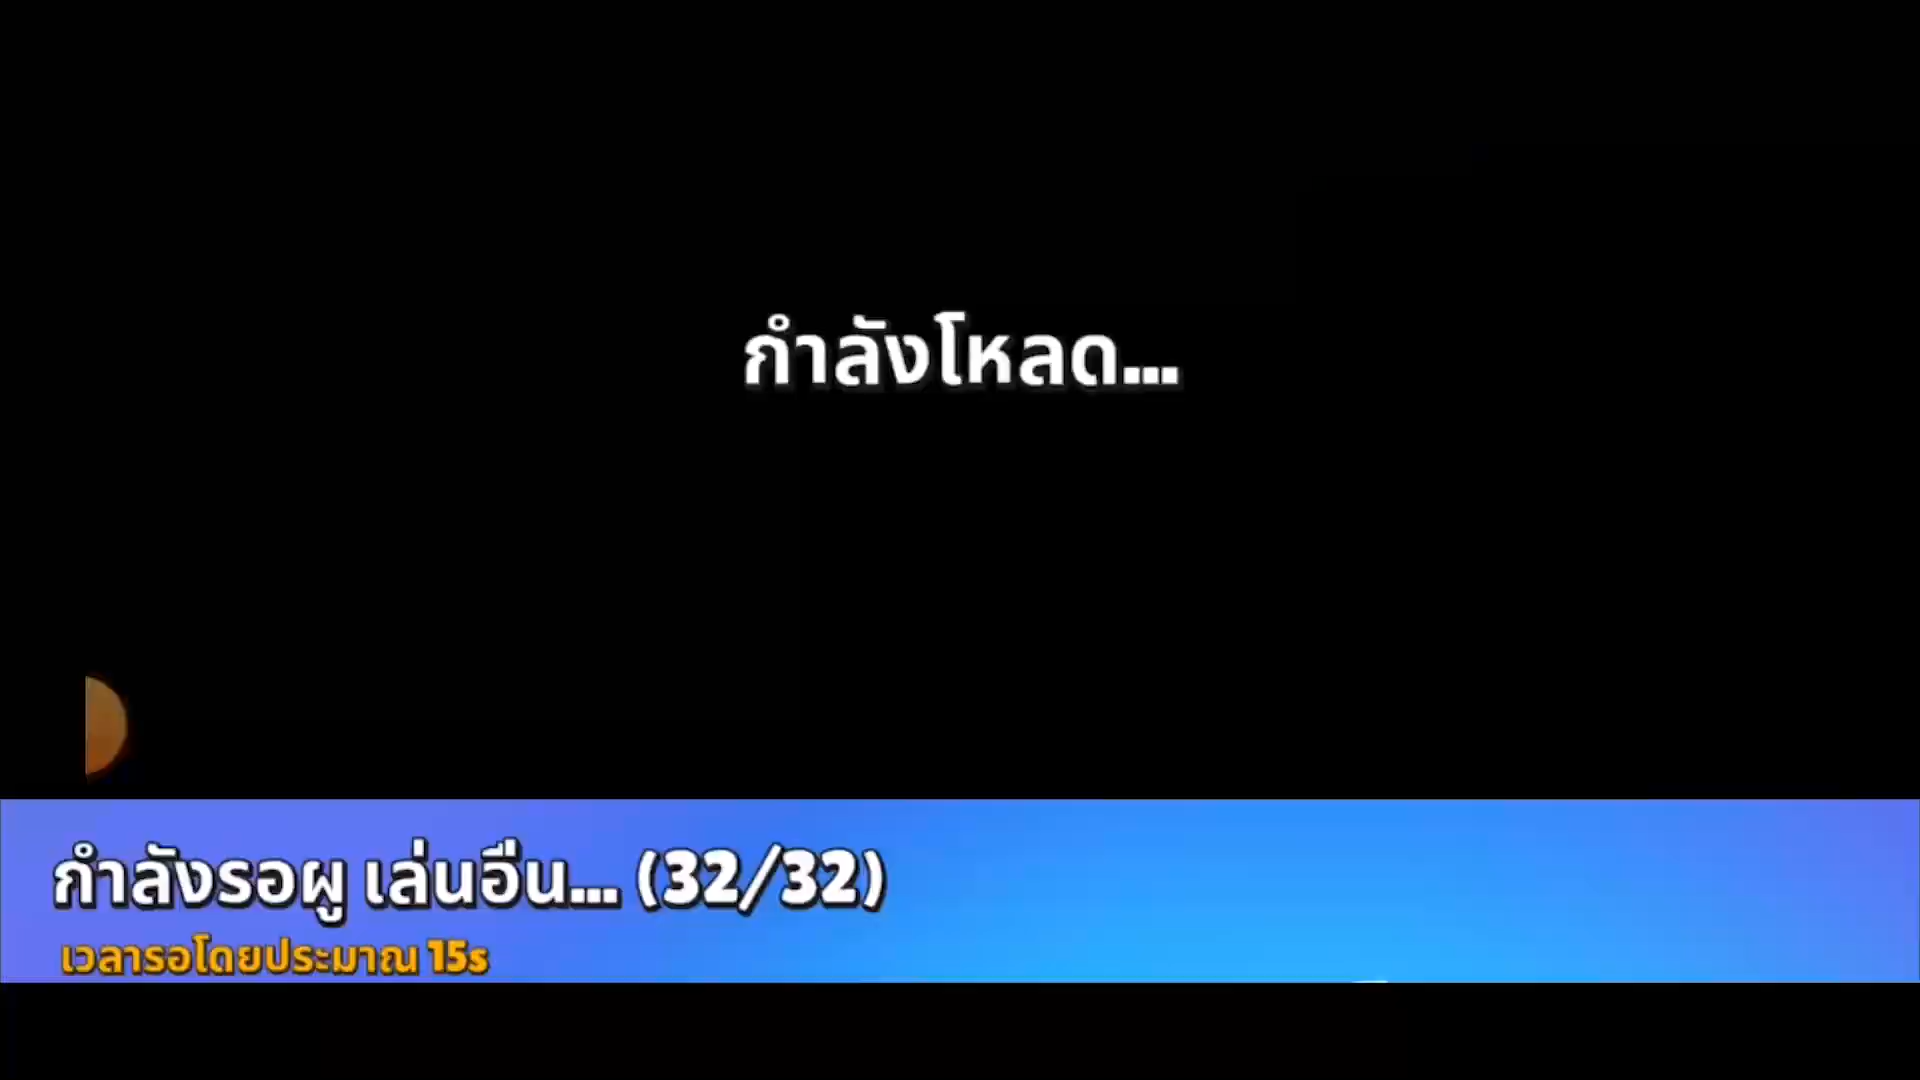 กำลังโหลด...
กำลังรอผู เล่นอื่น... (32/32)
เวลารอโดยประมาณ 15s